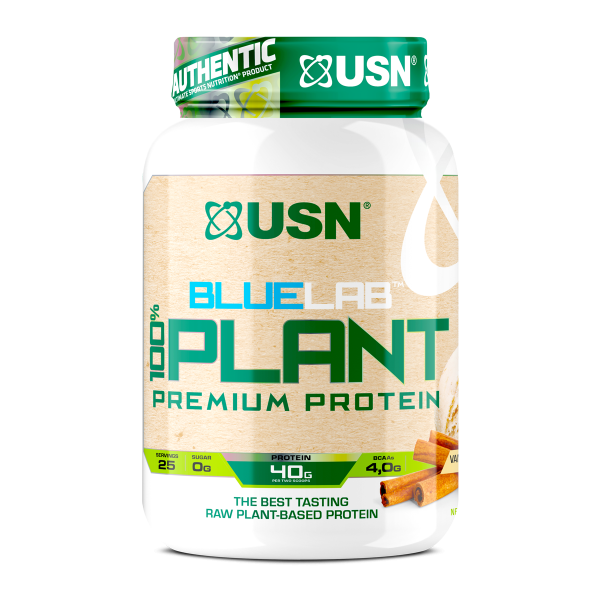 AUTHENTIC
SPORTS NUTRITION® PRODUCT
USN®
USN®
BLUELAB™
100%
PLANT
PREMIUM PROTEIN
SERVINGS
25
SUGAR
0G
PROTEIN
40G
PER TWO SCOOPS
BCAAs
4,0G
THE BEST TASTING
RAW PLANT-BASED PROTEIN